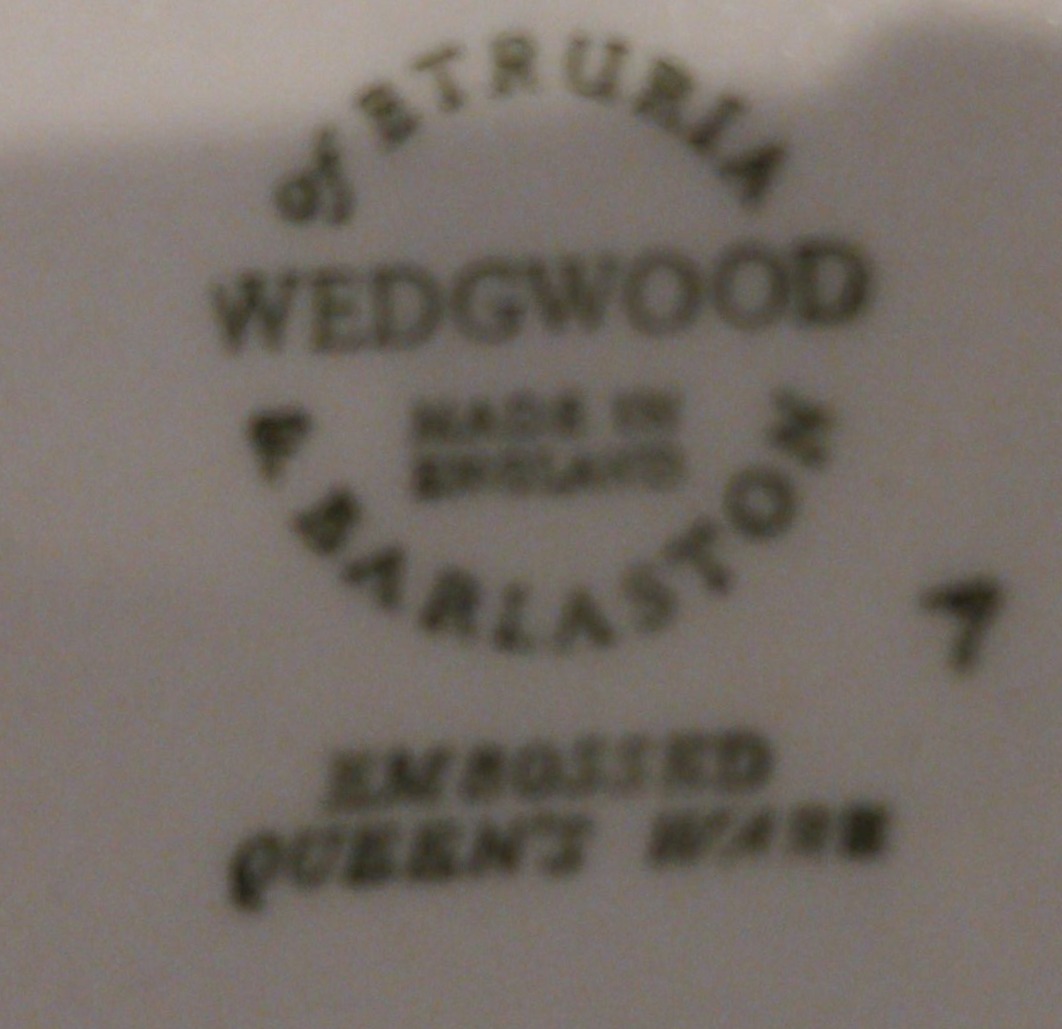 of ETRURIA
WEDGWOOD
MADE IN
ENGLAND
& BARLASTON
7
EMBOSSED
QUEEN'S WARE